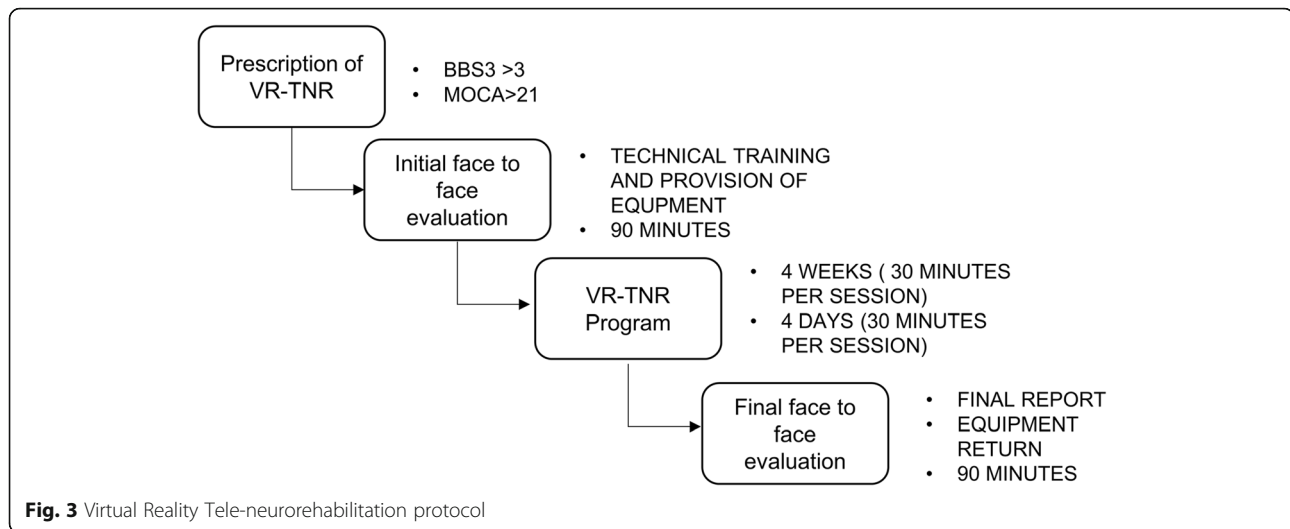 Prescription of
VR-TNR
• BBS3 >3
• MOCA>21
Initial face to
face
evaluation
• TECHNICAL TRAINING
AND PROVISION OF
EQUPMENT
• 90 MINUTES
VR-TNR
Program
• 4 WEEKS ( 30 MINUTES
PER SESSION)
• 4 DAYS (30 MINUTES
PER SESSION)
Final face to
face
evaluation
• FINAL REPORT
• EQUIPMENT
RETURN
• 90 MINUTES
Fig. 3 Virtual Reality Tele-neurorehabilitation protocol